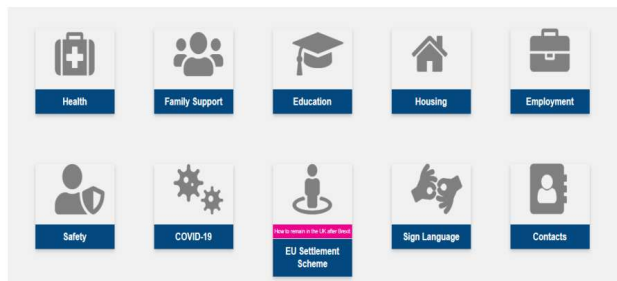 Health
Family Support
Education
Housing
Employment
Safety
COVID-19
How to remain in the UK after Brexit
EU Settlement
Scheme
Sign Language
Contacts